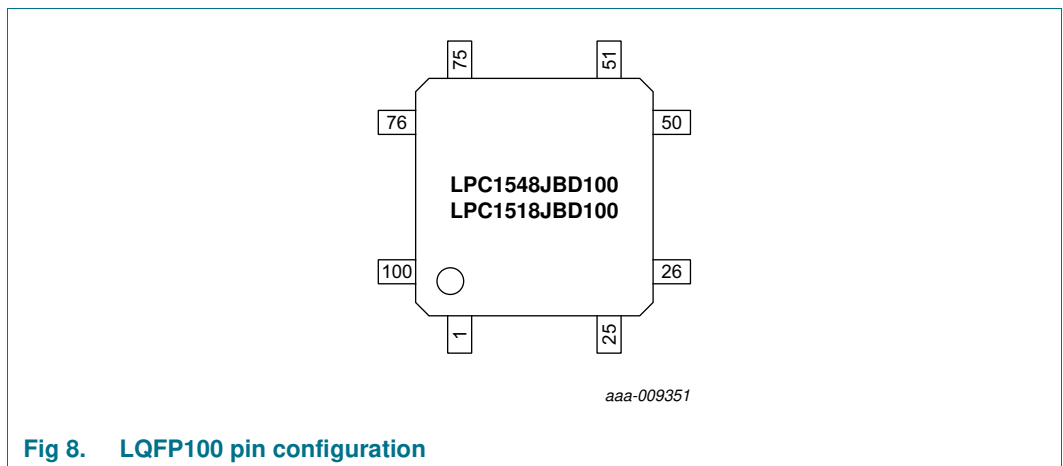 75 51
76 50
LPC1548JBD100
LPC1518JBD100
100 26
1 25
aaa-009351
Fig 8. LQFP100 pin configuration